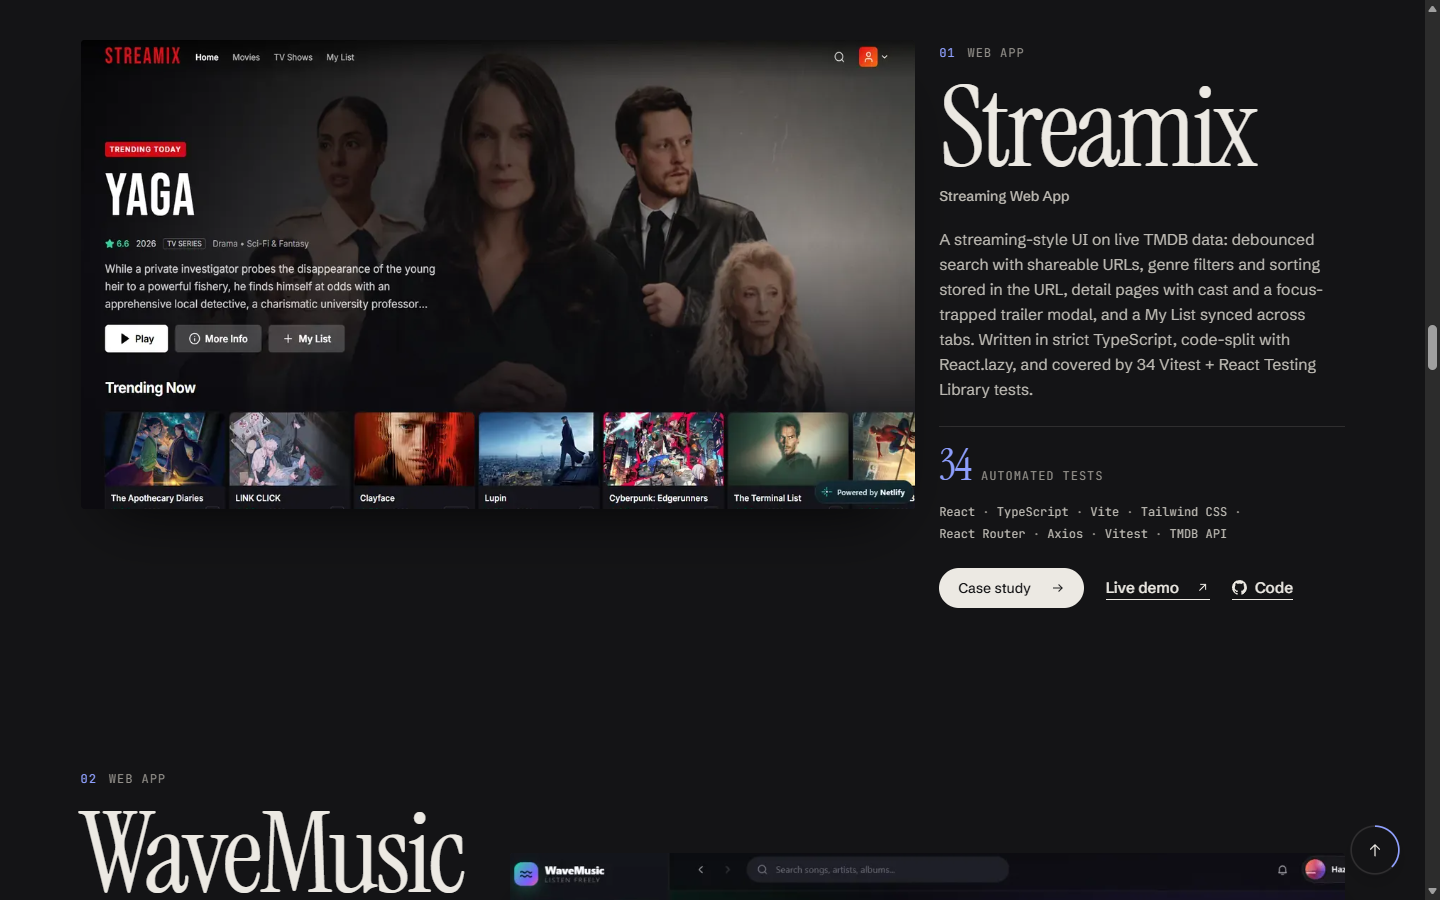 STREAMIX Home Movies TV Shows My List
TRENDING TODAY
YAGA
6.6 2026 TV SERIES Drama • Sci-Fi & Fantasy
While a private investigator probes the disappearance of the young
heir to a powerful fishery, he finds himself at odds with an
apprehensive local detective, a charismatic university professor...
Play More Info My List
Trending Now
The Apothecary Diaries LINK CLICK Clayface Lupin Cyberpunk: Edgerunners The Terminal List
Powered by Netlify
01 WEB APP
Streamix
Streaming Web App
A streaming-style UI on live TMDB data: debounced
search with shareable URLs, genre filters and sorting
stored in the URL, detail pages with cast and a focus-
trapped trailer modal, and a My List synced across
tabs. Written in strict TypeScript, code-split with
React.lazy, and covered by 34 Vitest + React Testing
Library tests.
34 AUTOMATED TESTS
React · TypeScript · Vite · Tailwind CSS ·
React Router · Axios · Vitest · TMDB API
Case study → Live demo ↗ Code
02 WEB APP
WaveMusic
WaveMusic
LISTEN FREELY
Search songs, artists, albums...
Haz